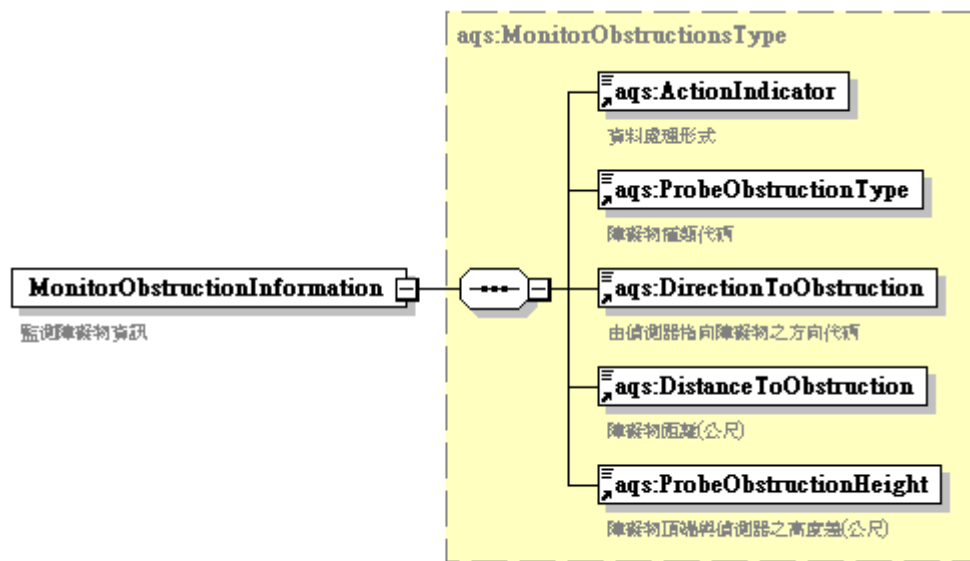 aqs:MonitorObstructionsType
aqs:ActionIndicator
資料處理形式
aqs:ProbeObstructionType
障礙物種類代碼
MonitorObstructionInformation
監測障礙物資訊
aqs:DirectionToObstruction
由偵測器指向障礙物之方向代碼
aqs:DistanceToObstruction
障礙物距離(公尺)
aqs:ProbeObstructionHeight
障礙物頂端與偵測器之高度差(公尺)